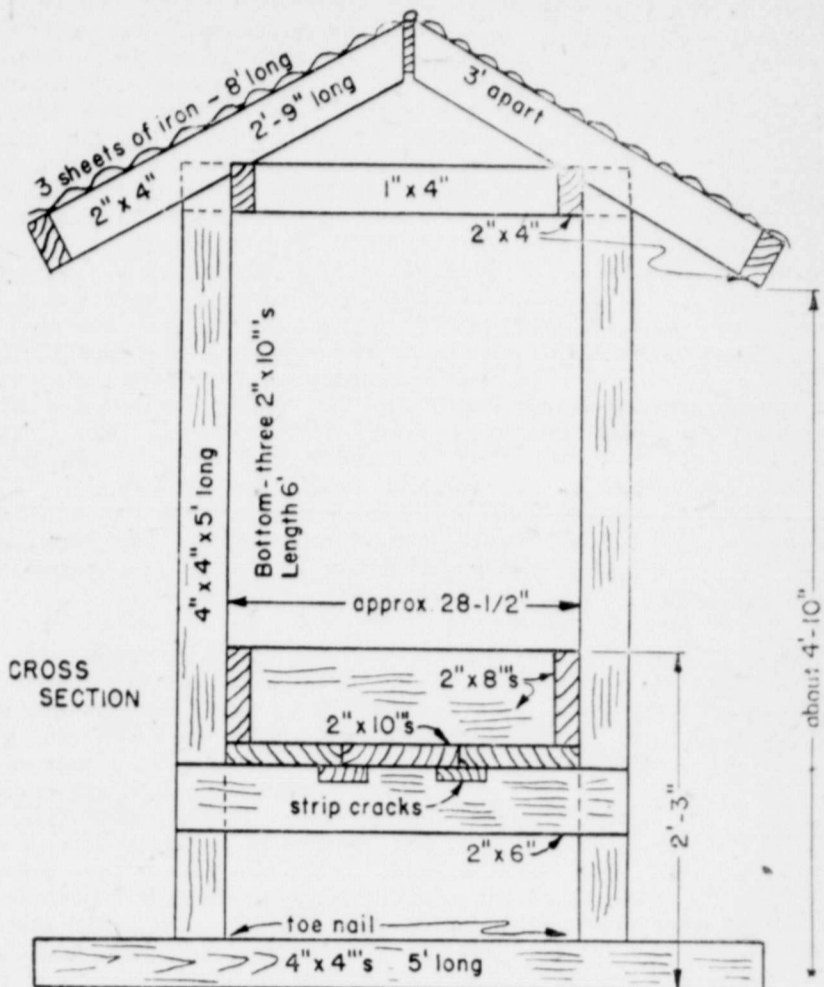 3 sheets of iron - 8' long
2'-9" long
2" x 4"
3' apart
1" x 4"
2" x 4"
4" x 4" x 5' long
Bottom - three 2" x 10"'s
Length 6'
approx. 28-1/2"
CROSS
SECTION
2" x 8"'s
2" x 10"'s
strip cracks
2" x 6"
toe nail
4" x 4"'s - 5' long
2'-3"
about 4'-10"